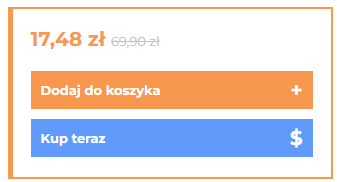 17,48 zł 69,90 zł
Dodaj do koszyka +
Kup teraz $